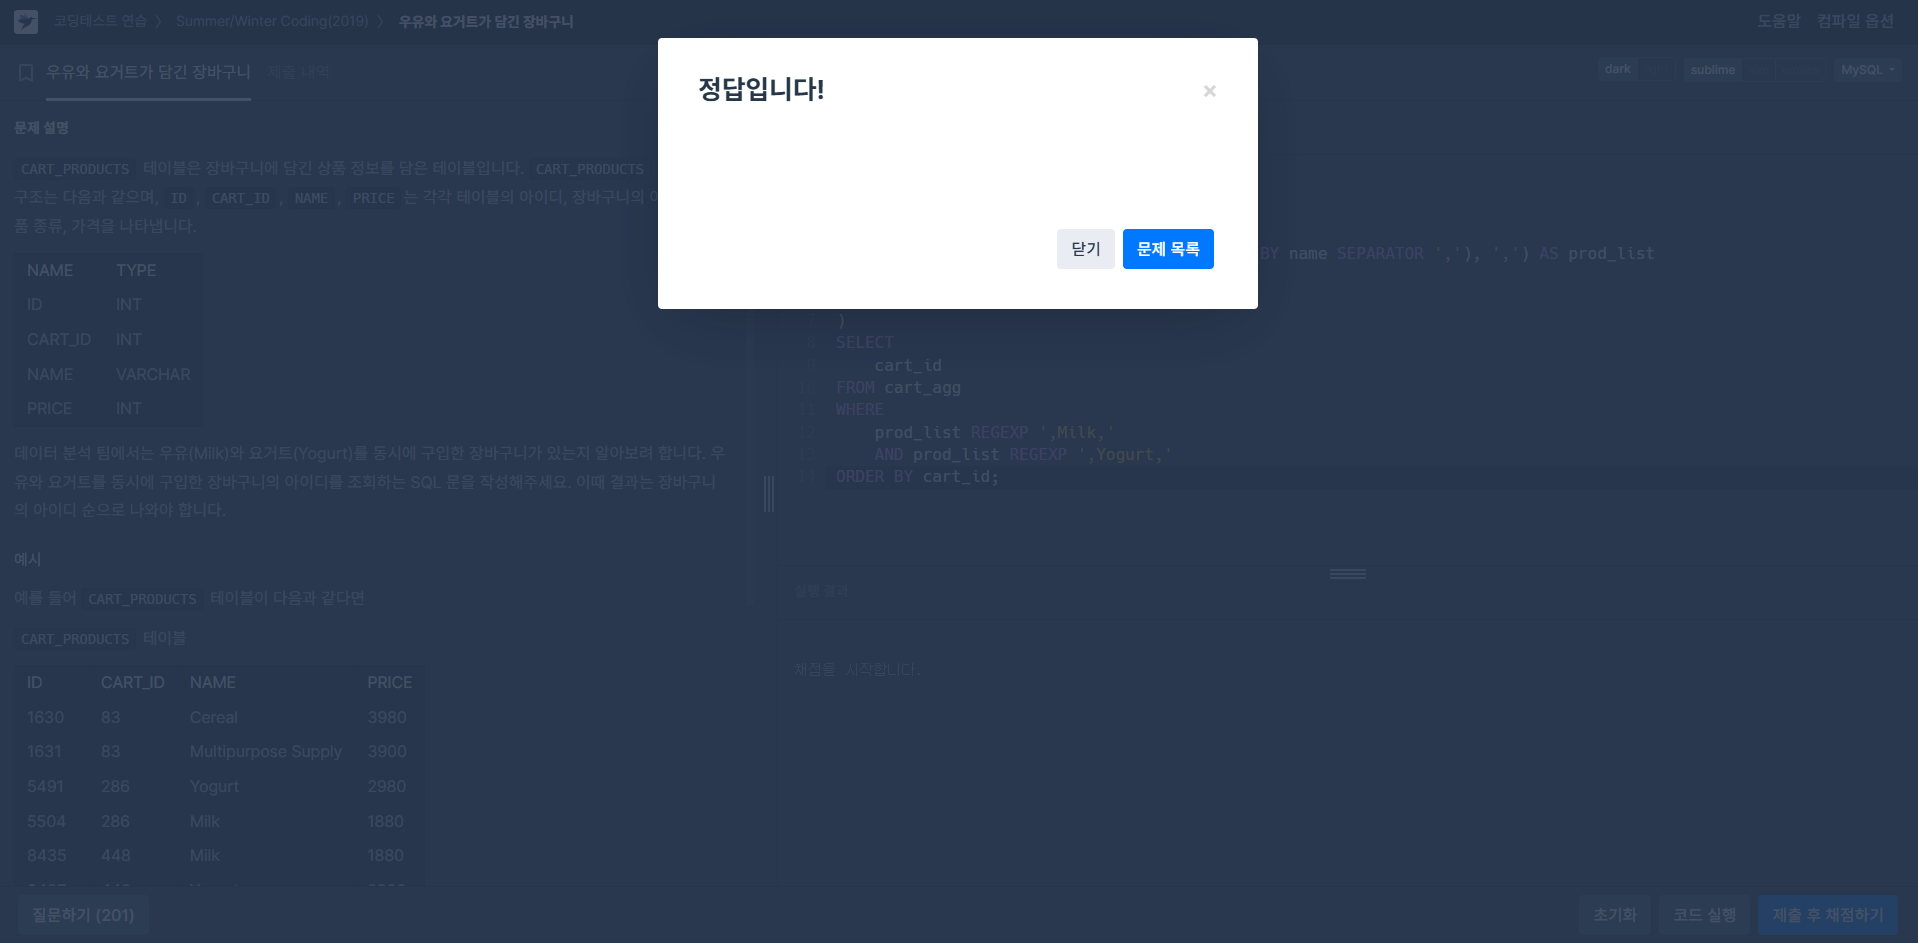 코딩테스트 연습 〉 Summer/Winter Coding(2019) 〉 우유와 요거트가 담긴 장바구니
도움말 컴파일 옵션
우유와 요거트가 담긴 장바구니 제출 내역
dark
sublime
MySQL
정답입니다!
×
닫기
문제 목록
문제 설명
CART_PRODUCTS 테이블은 장바구니에 담긴 상품 정보를 담은 테이블입니다. CART_PRODUCTS
구조는 다음과 같으며, ID, CART_ID, NAME, PRICE는 각각 테이블의 아이디, 장바구니의
품 종류, 가격을 나타냅니다.
NAME TYPE
ID INT
CART_ID INT
NAME VARCHAR
PRICE INT
데이터 분석 팀에서는 우유(Milk)와 요거트(Yogurt)를 동시에 구입한 장바구니가 있는지 알아보려 합니다. 우
유와 요거트를 동시에 구입한 장바구니의 아이디를 조회하는 SQL 문을 작성해주세요. 이때 결과는 장바구니
의 아이디 순으로 나와야 합니다.
예시
예를 들어 CART_PRODUCTS 테이블이 다음과 같다면
CART_PRODUCTS 테이블
ID CART_ID NAME PRICE
1630 83 Cereal 3980
1631 83 Multipurpose Supply 3900
5491 286 Yogurt 2980
5504 286 Milk 1880
8435 448 Milk 1880
BY name SEPARATOR ','), ',') AS prod_list
)
8 SELECT
9 cart_id
10 FROM cart_agg
11 WHERE
12 prod_list REGEXP ',Milk,'
13 AND prod_list REGEXP ',Yogurt,'
14 ORDER BY cart_id;
실행 결과
채점을 시작합니다.
질문하기 (201)
초기화
코드 실행
제출 후 채점하기